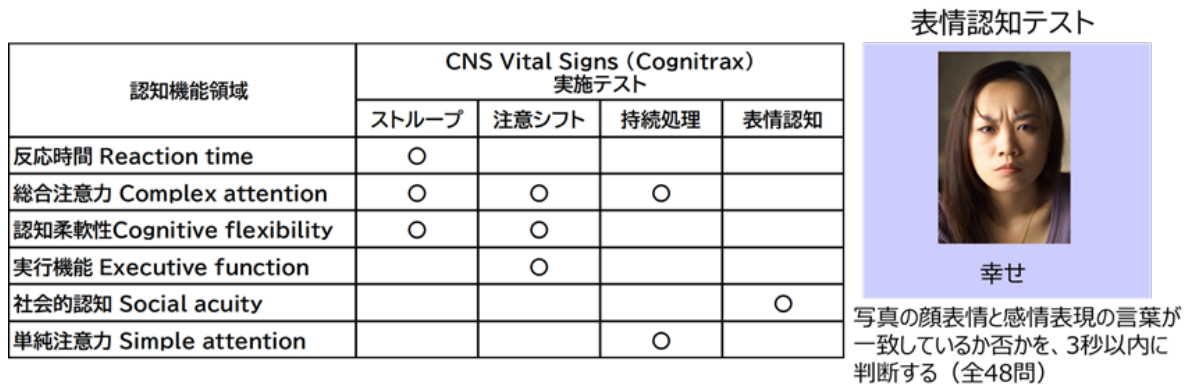 表情認知テスト
認知機能領域
CNS Vital Signs (Cognitrax)
実施テスト
ストループ 注意シフト 持続処理 表情認知
反応時間 Reaction time ○
総合注意力 Complex attention ○ ○ ○
認知柔軟性Cognitive flexibility ○ ○
実行機能 Executive function ○
社会的認知 Social acuity ○
単純注意力 Simple attention ○
幸せ
写真の顔表情と感情表現の言葉が
一致しているか否かを、3秒以内に
判断する（全48問）